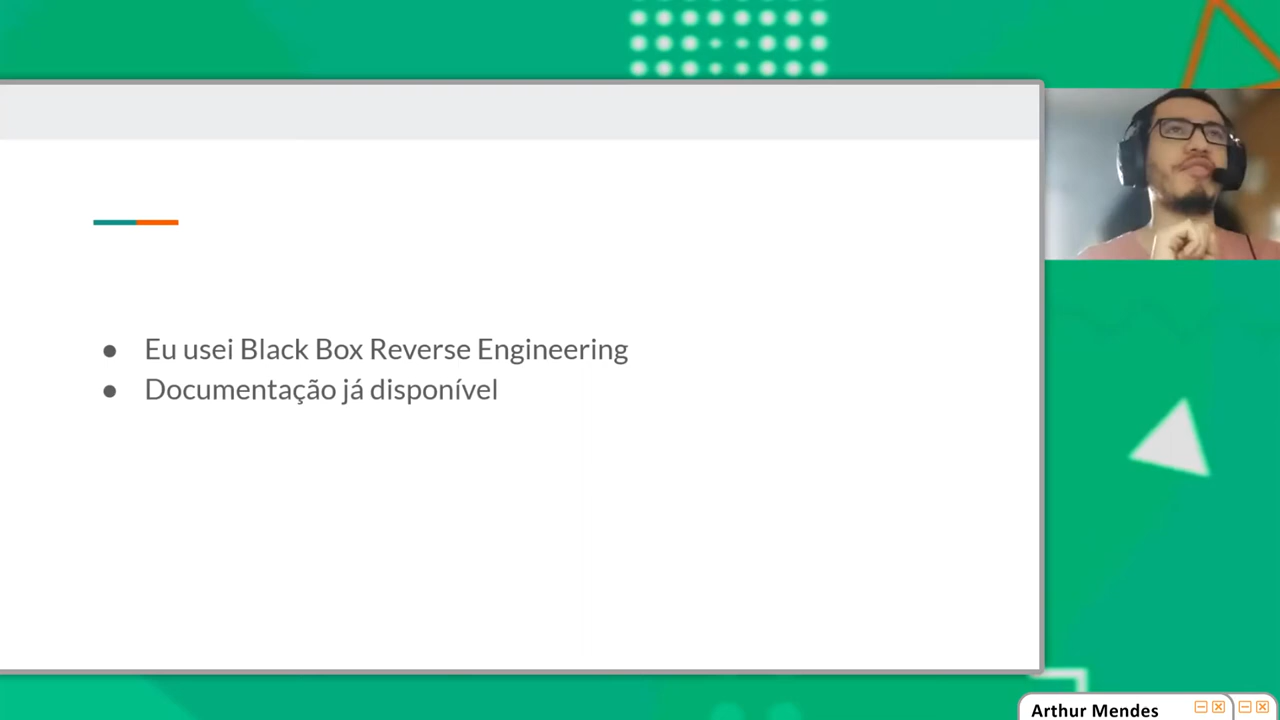 Eu usei Black Box Reverse Engineering
Documentação já disponível
Arthur Mendes